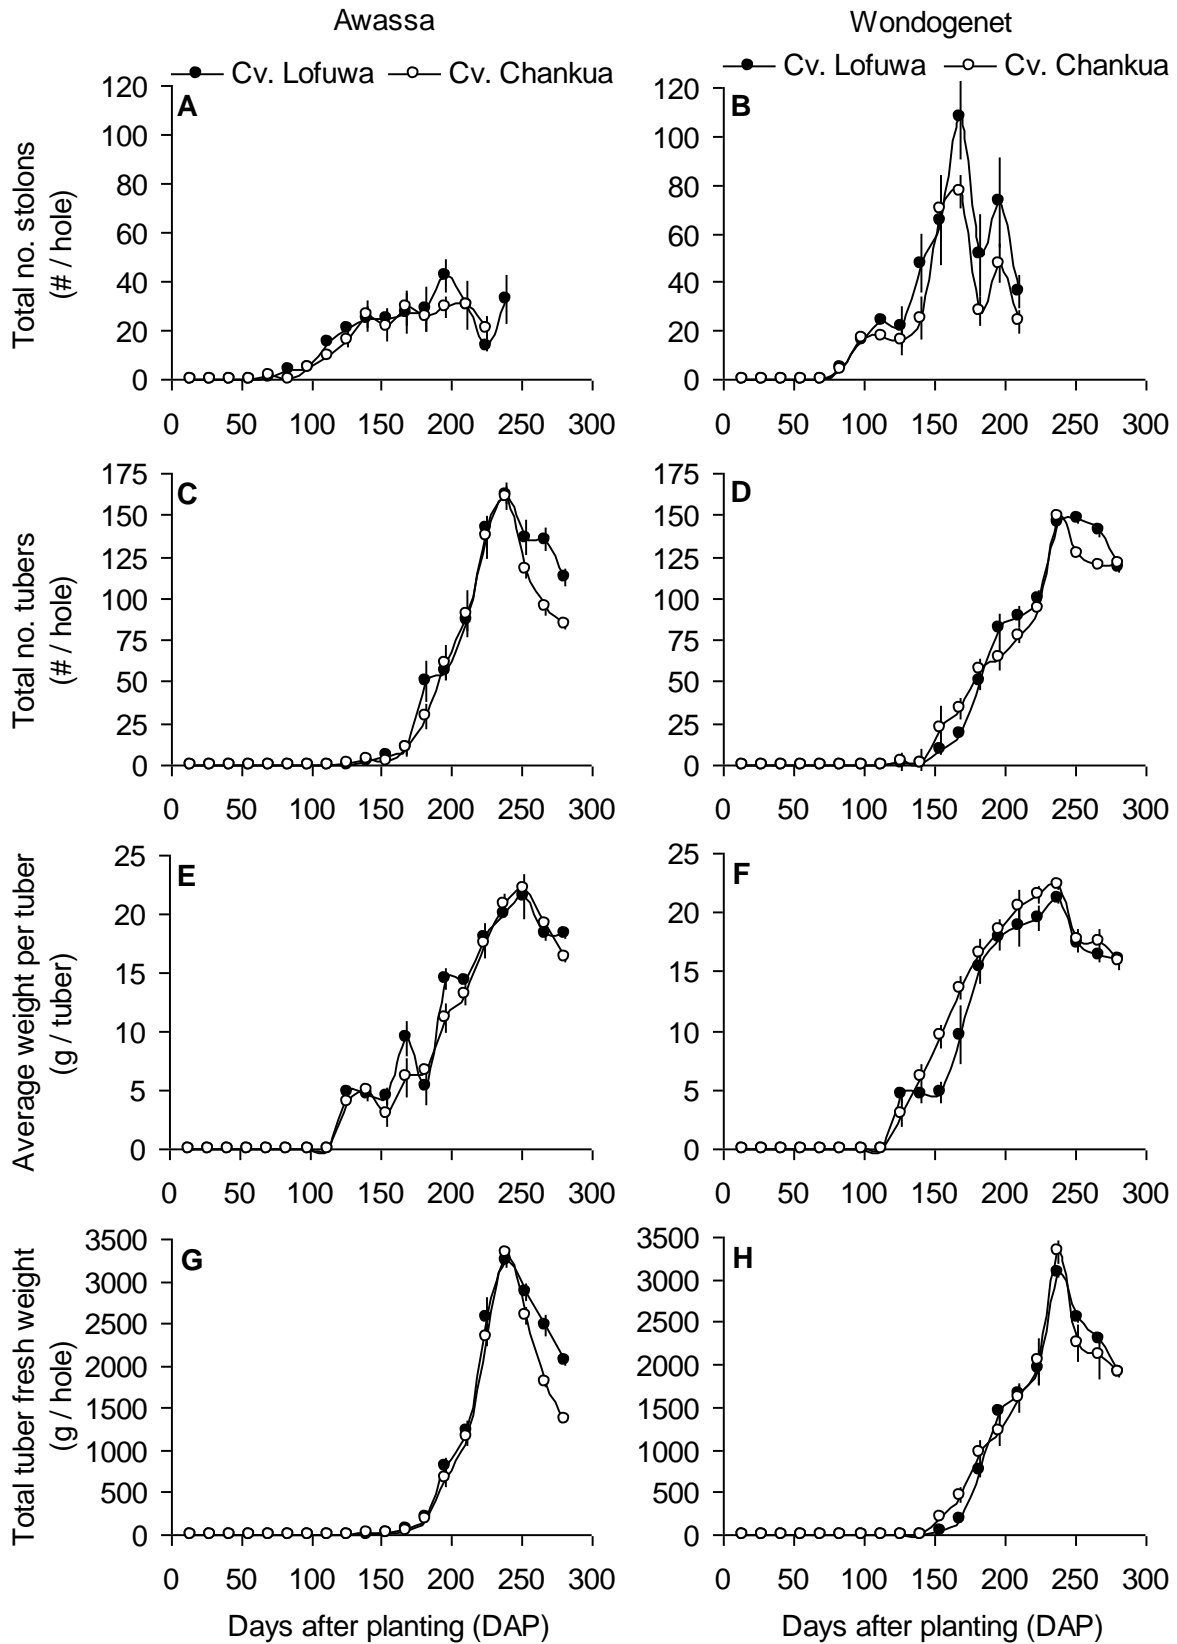 Awassa
Wondogenet
Cv. Lofuwa Cv. Chankua
Cv. Lofuwa Cv. Chankua
Total no. stolons
(# / hole)
A
120
100
80
60
40
20
0
0 50 100 150 200 250 300
B
120
100
80
60
40
20
0
0 50 100 150 200 250 300
Total no. tubers
(# / hole)
C
175
150
125
100
75
50
25
0
0 50 100 150 200 250 300
D
175
150
125
100
75
50
25
0
0 50 100 150 200 250 300
Average weight per tuber
(g / tuber)
E
25
20
15
10
5
0
0 50 100 150 200 250 300
F
25
20
15
10
5
0
0 50 100 150 200 250 300
Total tuber fresh weight
(g / hole)
G
3500
3000
2500
2000
1500
1000
500
0
0 50 100 150 200 250 300
Days after planting (DAP)
H
3500
3000
2500
2000
1500
1000
500
0
0 50 100 150 200 250 300
Days after planting (DAP)